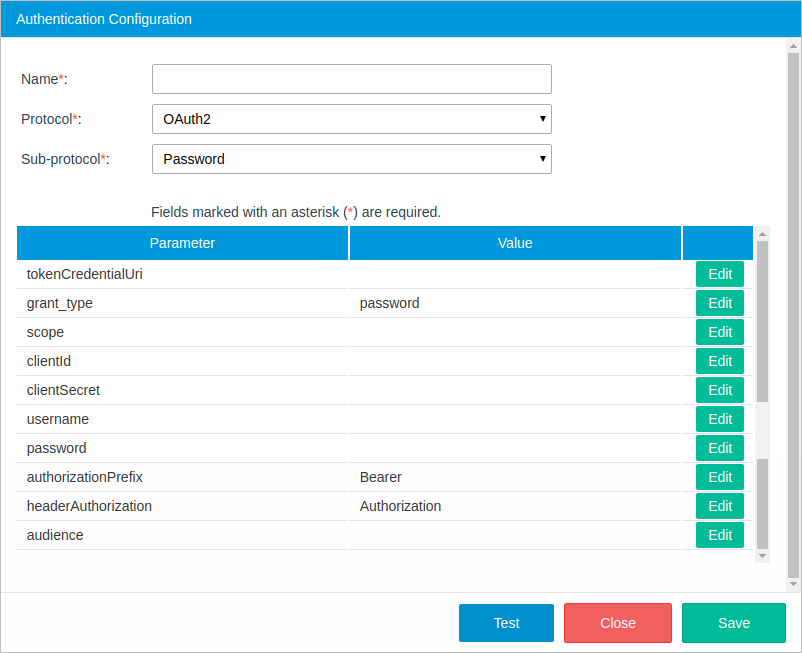 Authentication Configuration
Name*:
Protocol*: OAuth2
Sub-protocol*: Password
Fields marked with an asterisk (*) are required.
Parameter Value
tokenCredentialUri Edit
grant_type password Edit
scope Edit
clientId Edit
clientSecret Edit
username Edit
password Edit
authorizationPrefix Bearer Edit
headerAuthorization Authorization Edit
audience Edit
Test Close Save